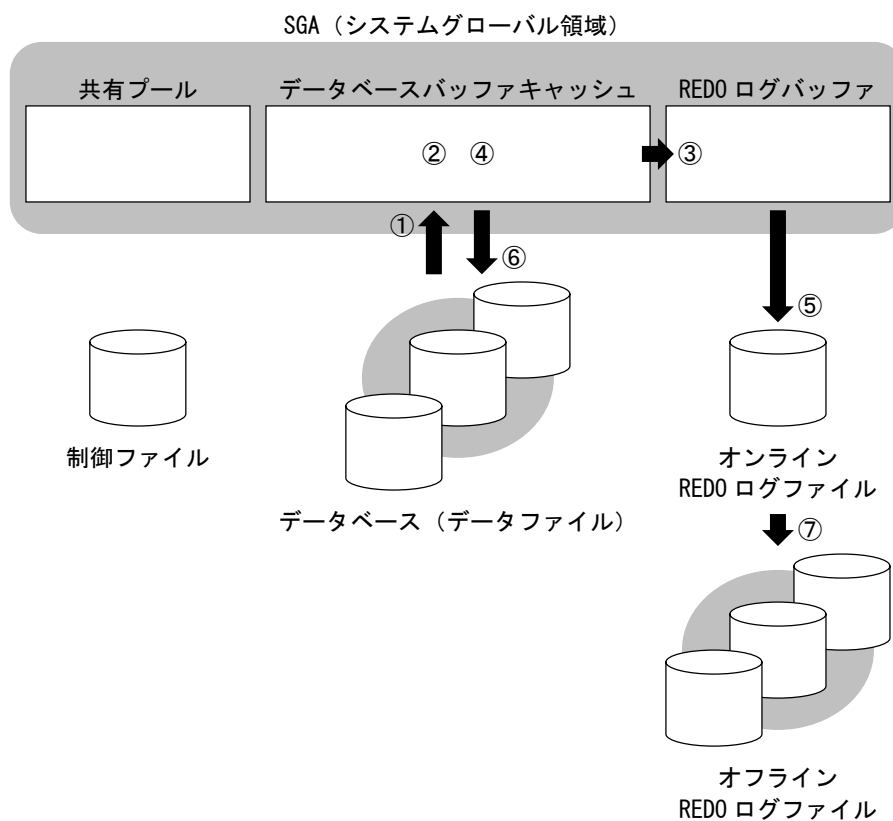 SGA（システムグローバル領域）
共有プール
データベースバッファキャッシュ
REDO ログバッファ
② ④
③
①
⑥
⑤
制御ファイル
オンライン
REDO ログファイル
データベース（データファイル）
⑦
オフライン
REDO ログファイル